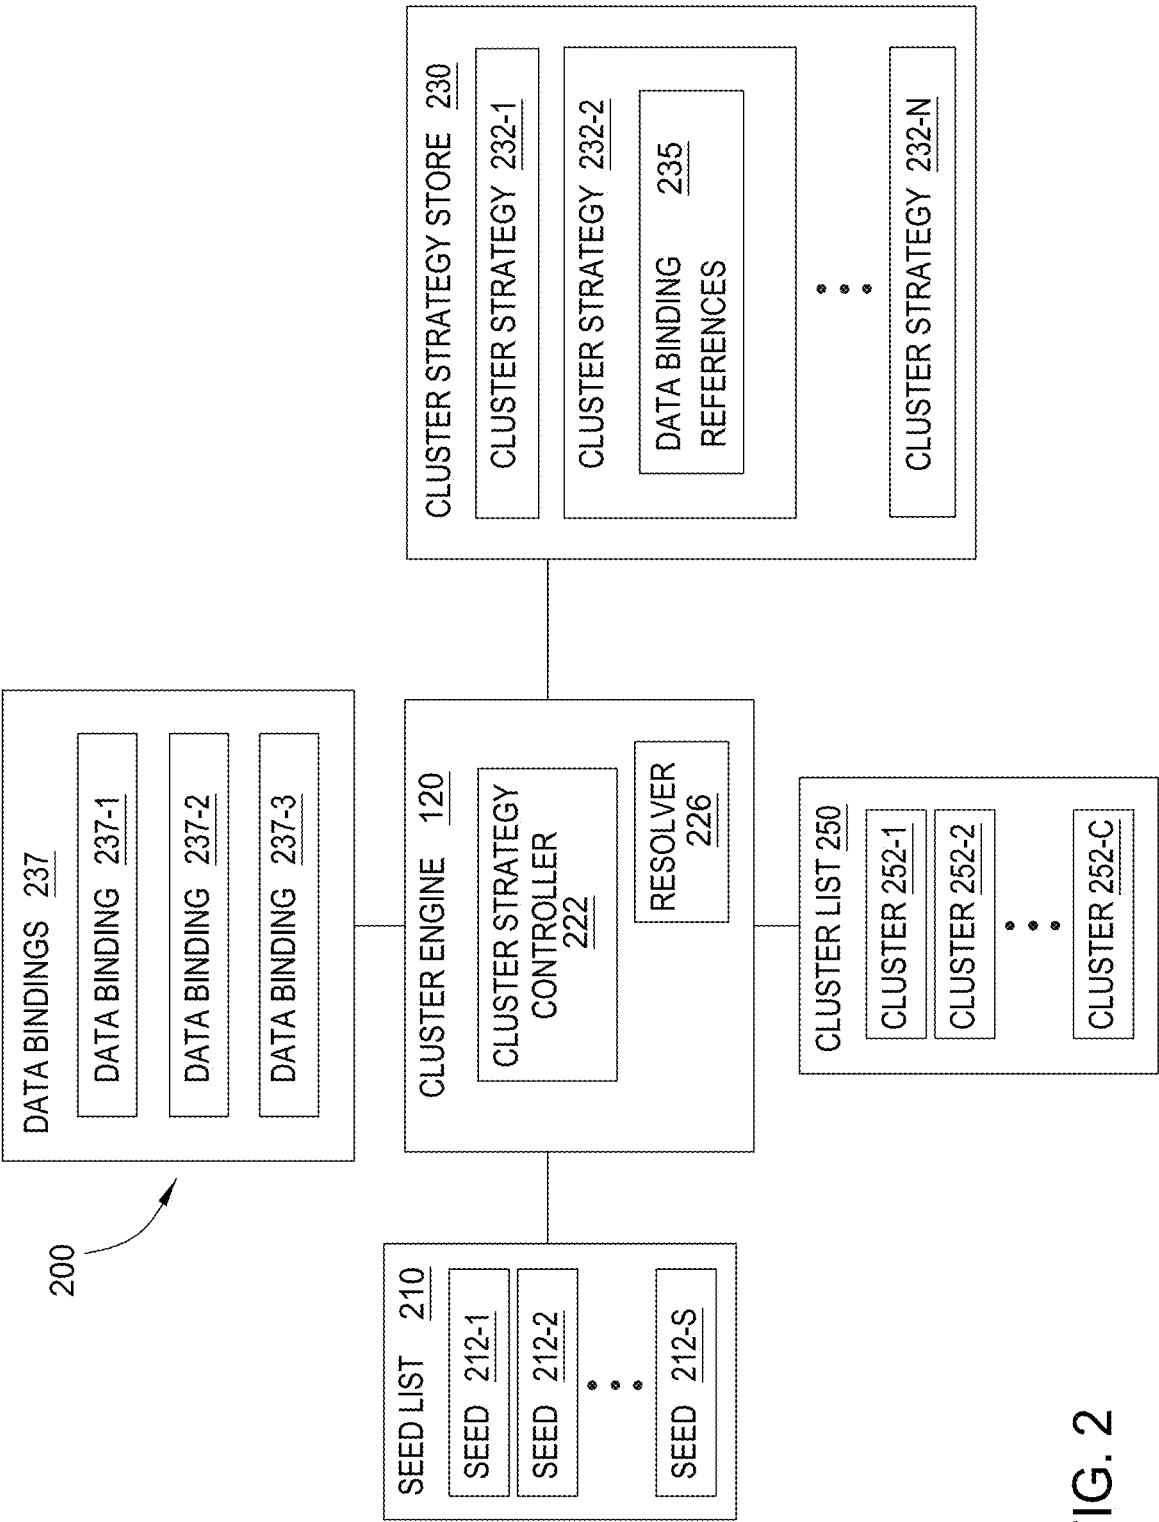 200
DATA BINDINGS 237
DATA BINDING 237-1
DATA BINDING 237-2
DATA BINDING 237-3
SEED LIST 210
SEED 212-1
SEED 212-2
SEED 212-S
CLUSTER ENGINE 120
CLUSTER STRATEGY
CONTROLLER
222
RESOLVER
226
CLUSTER STRATEGY STORE 230
CLUSTER STRATEGY 232-1
CLUSTER STRATEGY 232-2
DATA BINDING 235
REFERENCES
CLUSTER STRATEGY 232-N
CLUSTER LIST 250
CLUSTER 252-1
CLUSTER 252-2
CLUSTER 252-C
IG. 2